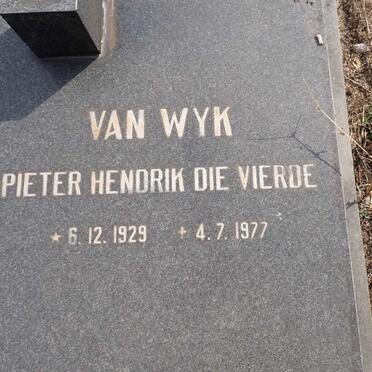 VAN WYK
PIETER HENDRIK DIE VIERDE
* 6. 12. 1929 + 4. 7. 1977